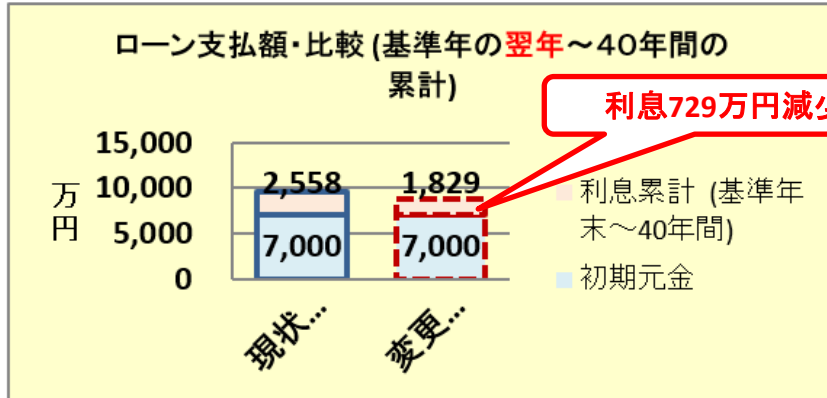 ローン支払額・比較 (基準年の翌年～40年間の
累計)
利息729万円減少
15,000
10,000
5,000
0
万
円
2,558
1,829
7,000
7,000
現状...
変更...
利息累計 (基準年
末～40年間)
初期元金